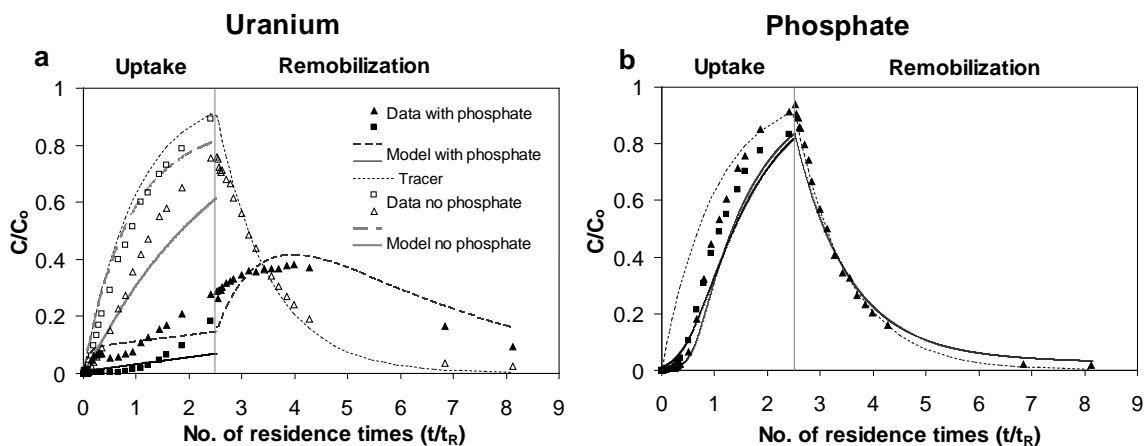 Uranium
a
Uptake
Remobilization
C/Co
1
0.8
0.6
0.4
0.2
0
0 1 2 3 4 5 6 7 8 9
No. of residence times (t/tR)
Data with phosphate
Model with phosphate
Tracer
Data no phosphate
Model no phosphate
Phosphate
b
Uptake
Remobilization
C/Co
1
0.8
0.6
0.4
0.2
0
0 1 2 3 4 5 6 7 8 9
No. of residence times (t/tR)